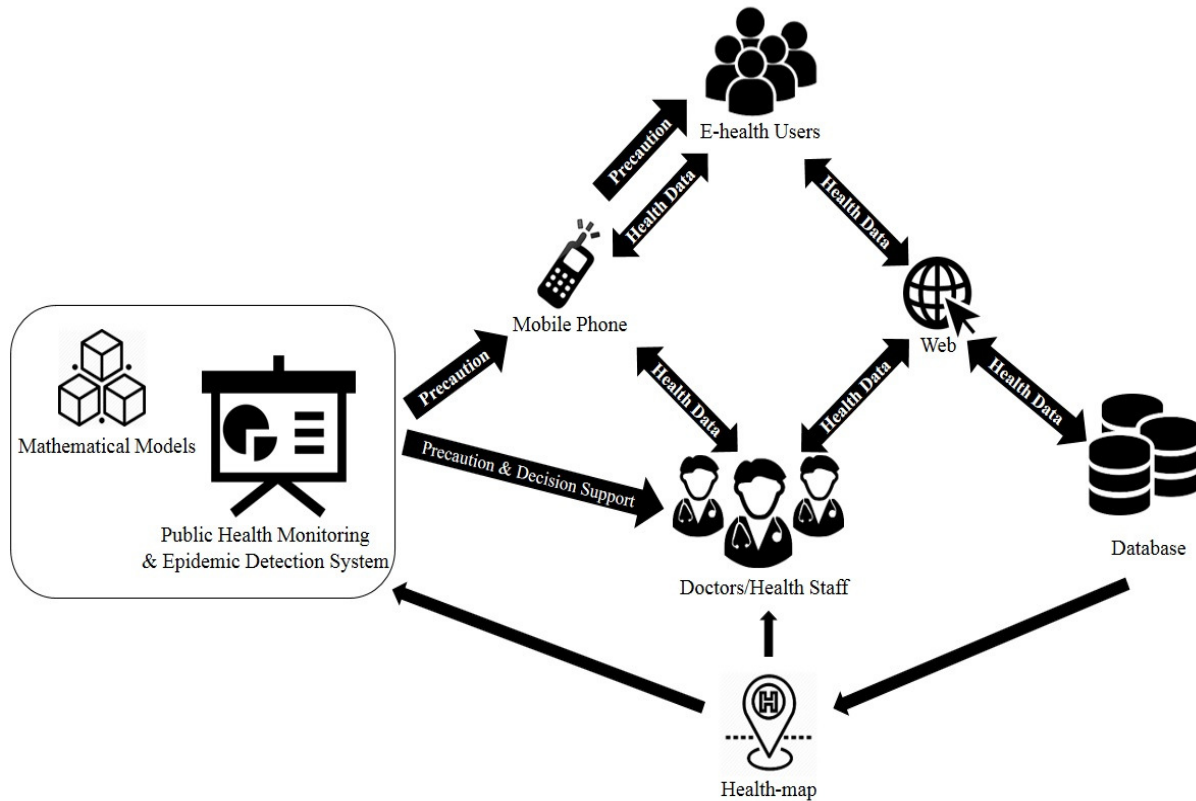 E-health Users
Precaution
Health Data
Health Data
Mobile Phone
Web
Precaution
Health Data
Health Data
Health Data
Mathematical Models
Precaution & Decision Support
Public Health Monitoring
& Epidemic Detection System
Doctors/Health Staff
Database
H
Health-map